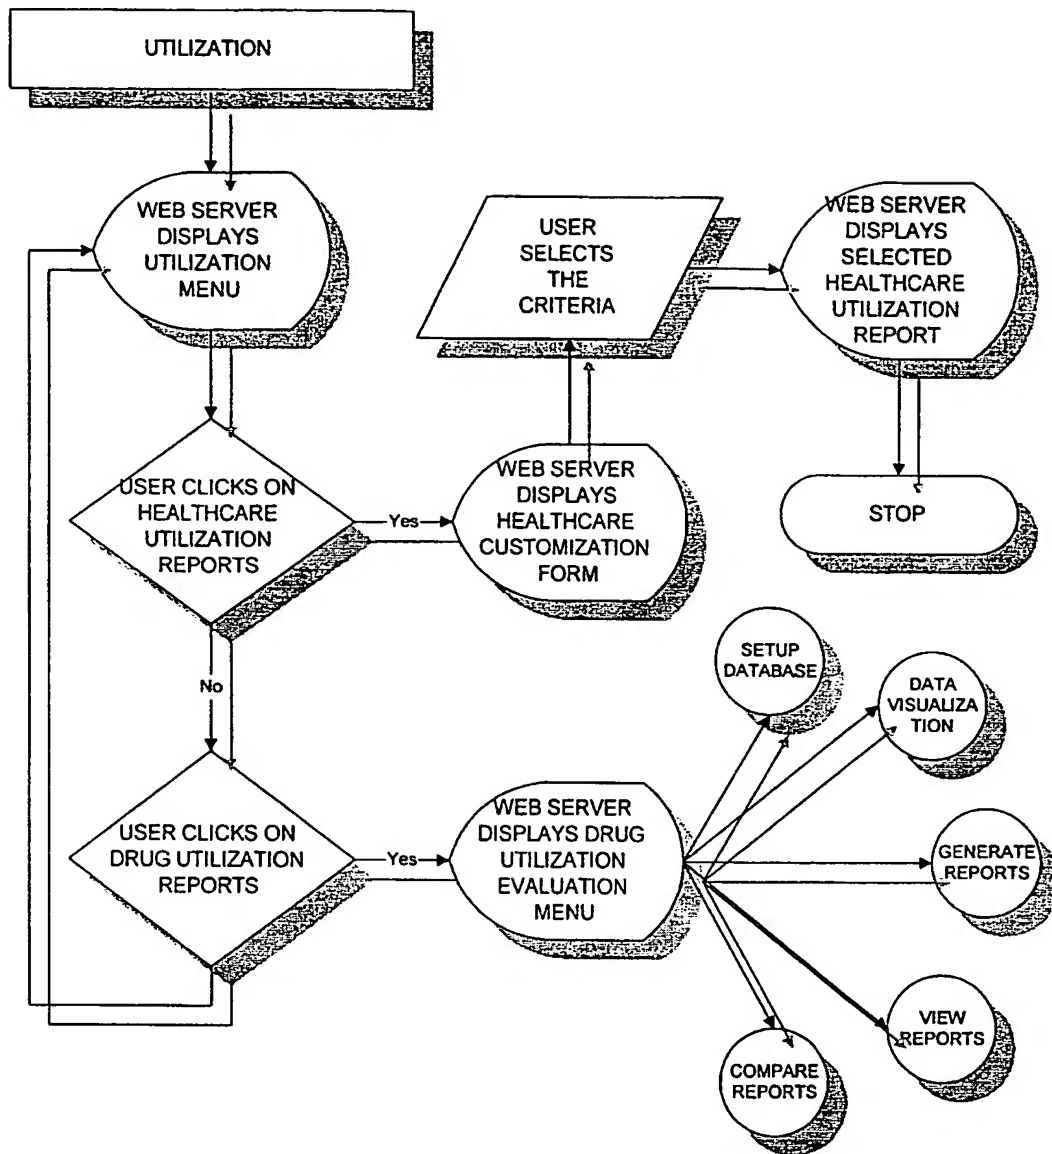 UTILIZATION
WEB SERVER
DISPLAYS
UTILIZATION
MENU
USER
SELECTS
THE
CRITERIA
WEB SERVER
DISPLAYS
SELECTED
HEALTHCARE
UTILIZATION
REPORT
USER CLICKS ON
HEALTHCARE
UTILIZATION
REPORTS
Yes
WEB SERVER
DISPLAYS
HEALTHCARE
CUSTOMIZATION
FORM
STOP
No
USER CLICKS ON
DRUG UTILIZATION
REPORTS
Yes
WEB SERVER
DISPLAYS DRUG
UTILIZATION
EVALUATION
MENU
SETUP
DATABASE
DATA
VISUALIZA
TION
GENERATE
REPORTS
VIEW
REPORTS
COMPARE
REPORTS